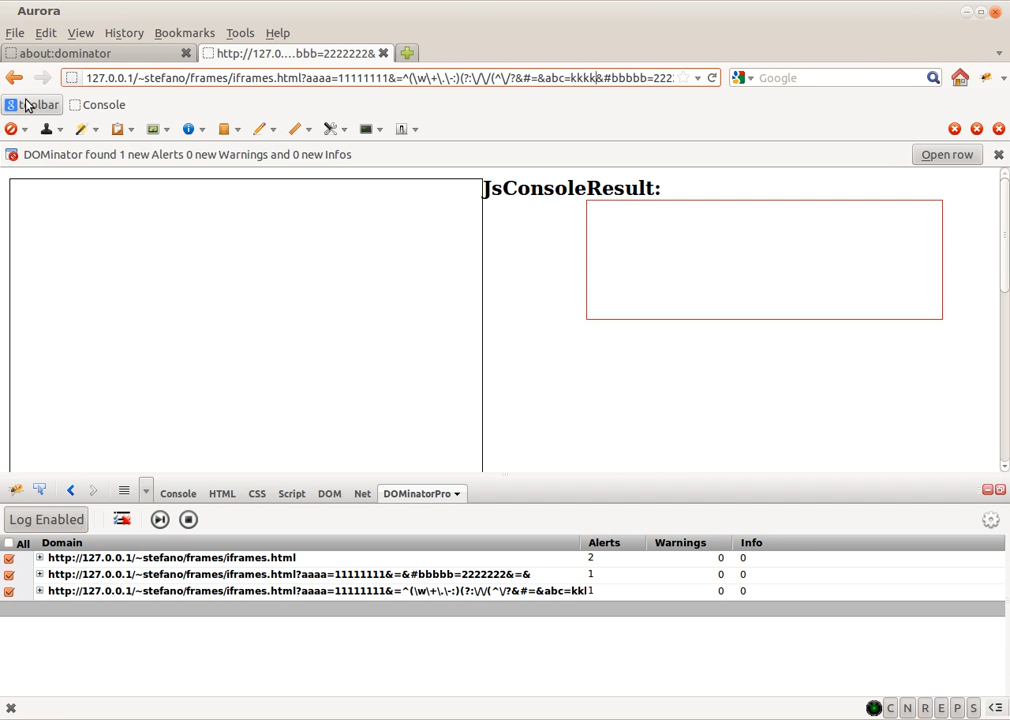 Aurora
File Edit View History Bookmarks Tools Help
about:dominator http://127.0....bbb=2222222&
127.0.0.1/~stefano/frames/iframes.html?aaaa=11111111&=^(\w\+\.\-:)(?:\/\/(^\/?&#=&abc=kkkk&#bbbbb=222 Google
toolbar Console
DOMinator found 1 new Alerts 0 new Warnings and 0 new Infos Open row
JsConsoleResult:
Console HTML CSS Script DOM Net DOMinatorPro
Log Enabled
All Domain Alerts Warnings Info
http://127.0.0.1/~stefano/frames/iframes.html 2 0 0
http://127.0.0.1/~stefano/frames/iframes.html?aaaa=11111111&=&#bbbbb=2222222&=& 1 0 0
http://127.0.0.1/~stefano/frames/iframes.html?aaaa=11111111&=^(\w\+\.\-:)(?:\/\/(^\/?&#=&abc=kkl 1 0 0
C N R E P S